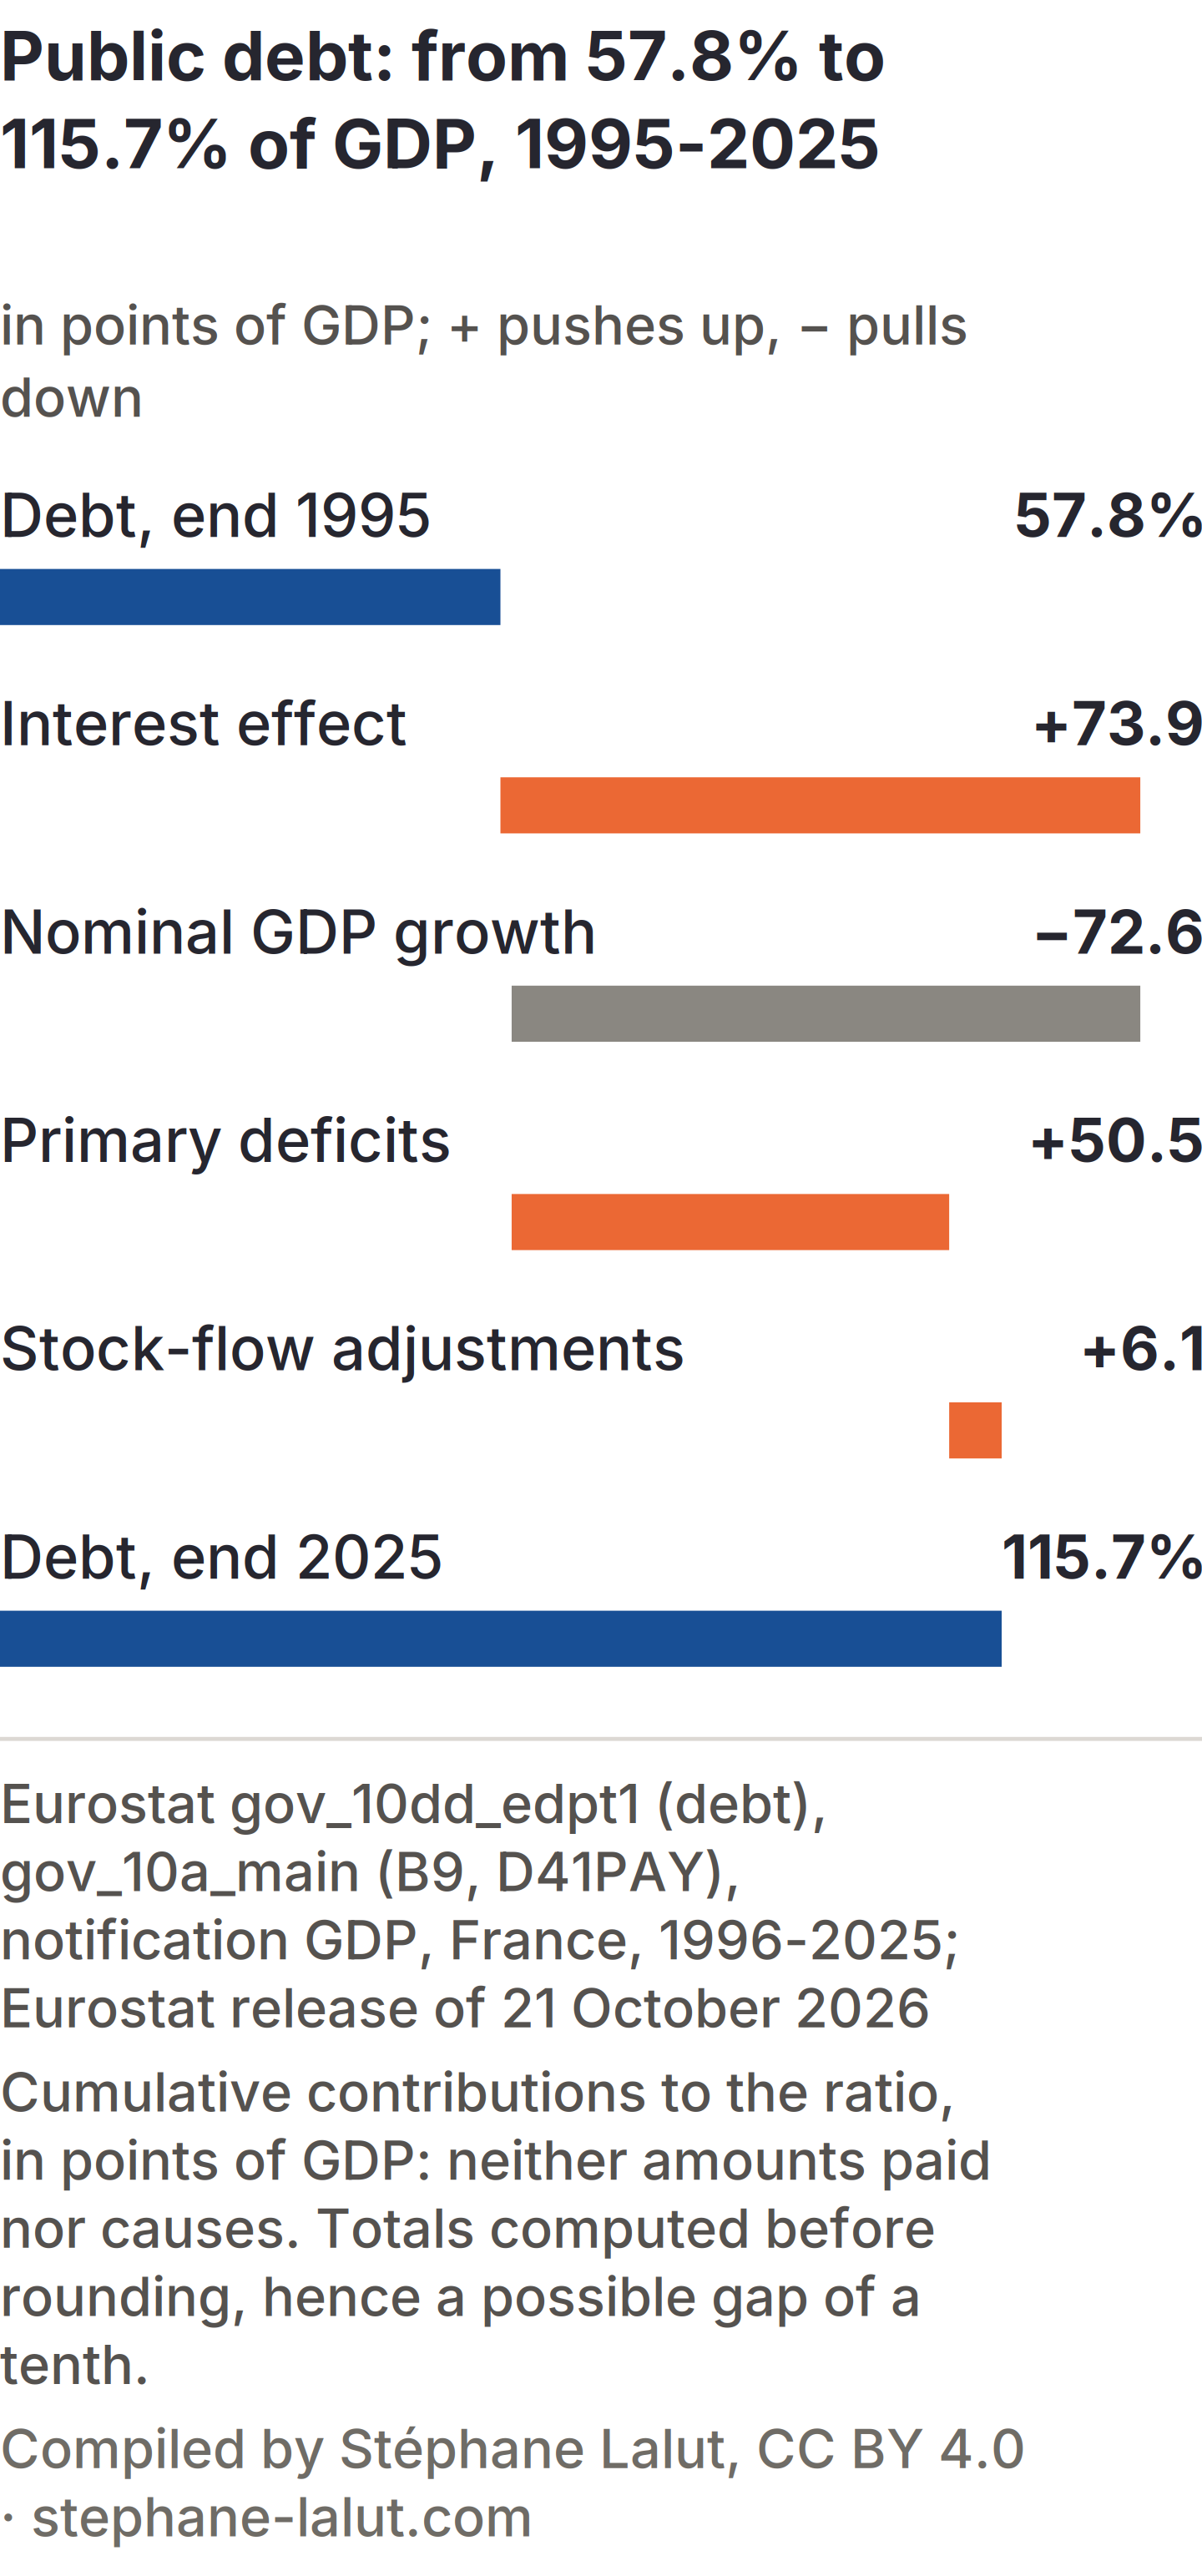 Public debt: from 57.8% to
115.7% of GDP, 1995-2025
in points of GDP; + pushes up, − pulls
down
Debt, end 1995 57.8%
Interest effect +73.9
Nominal GDP growth −72.6
Primary deficits +50.5
Stock-flow adjustments +6.1
Debt, end 2025 115.7%
Eurostat gov_10dd_edpt1 (debt),
gov_10a_main (B9, D41PAY),
notification GDP, France, 1996-2025;
Eurostat release of 21 October 2026
Cumulative contributions to the ratio,
in points of GDP: neither amounts paid
nor causes. Totals computed before
rounding, hence a possible gap of a
tenth.
Compiled by Stéphane Lalut, CC BY 4.0
· stephane-lalut.com